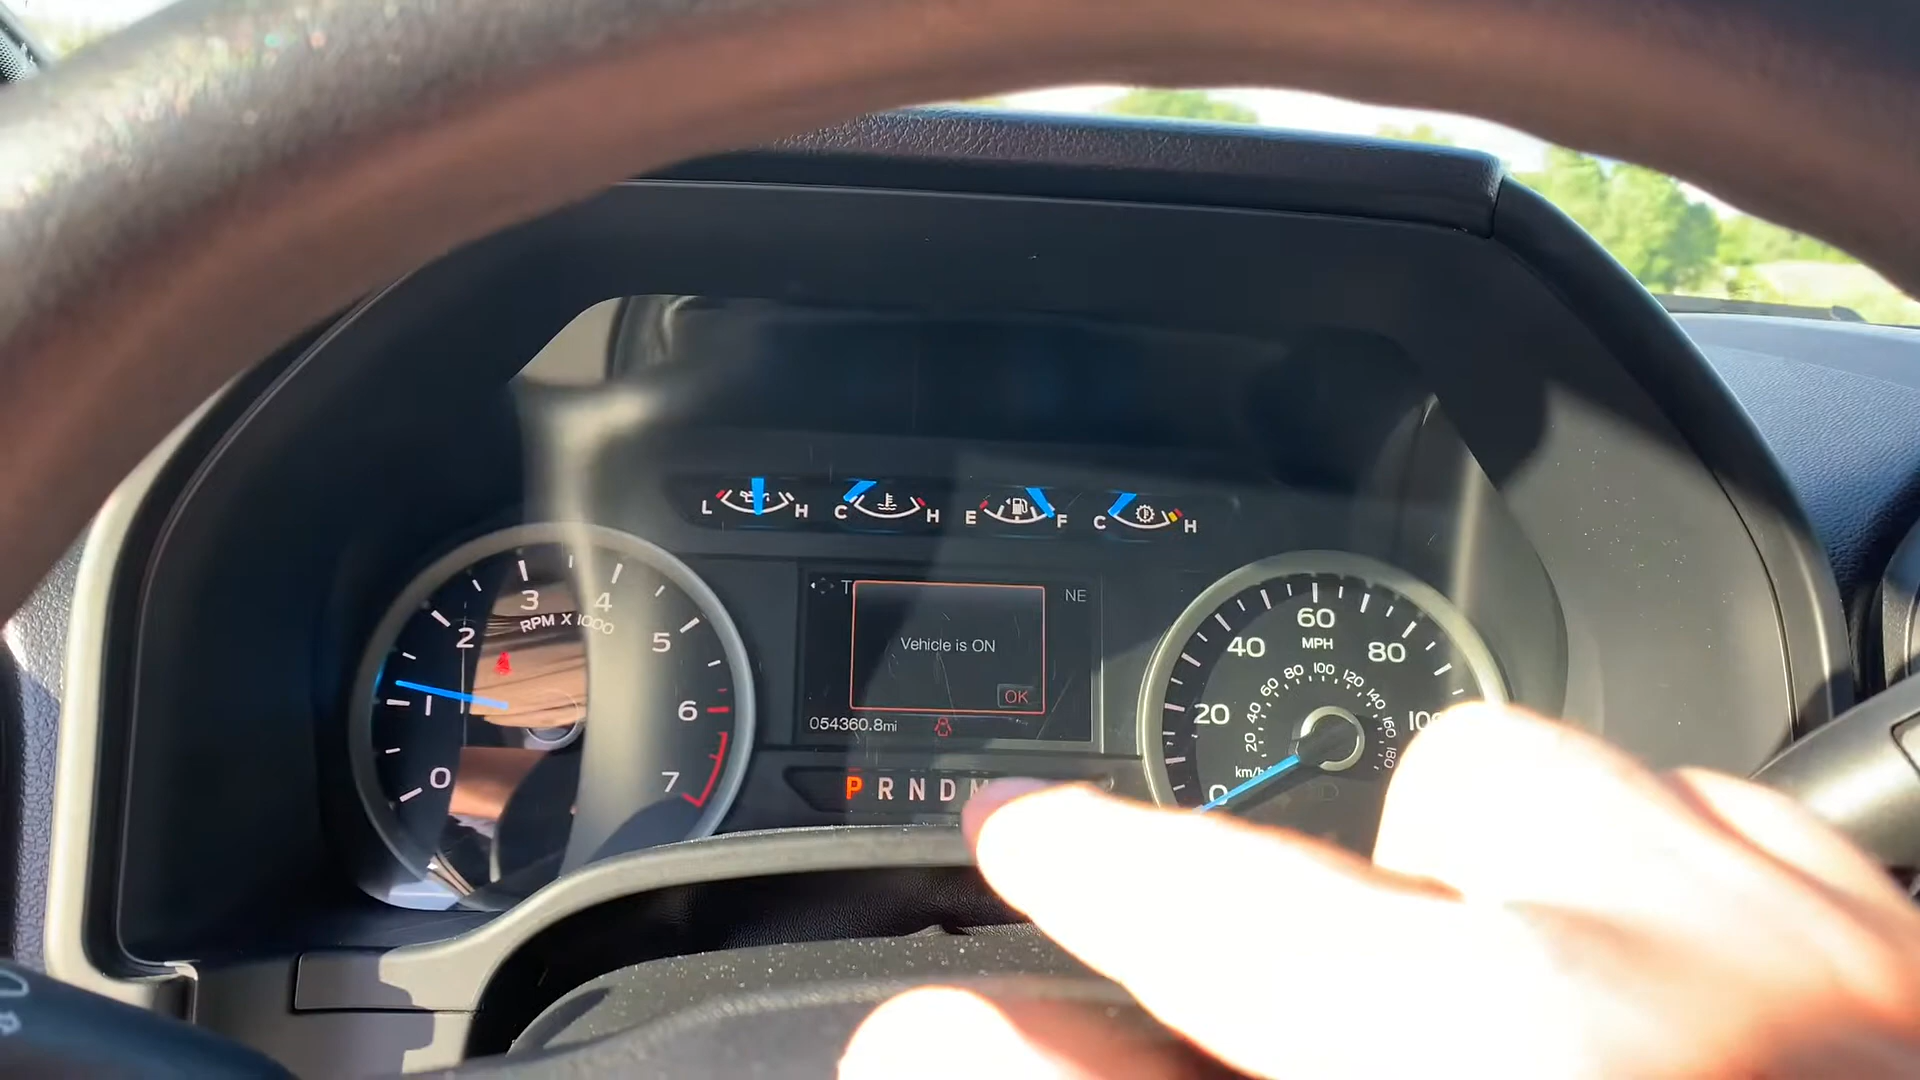 L H C H E F C H
0 1 2 3 4 5 6 7
RPM X 1000
T
NE
Vehicle is ON
OK
054360.8mi
P R N D M
0 20 40 60 80 100
MPH
20 40 60 80 100 120 140 160 180
km/h